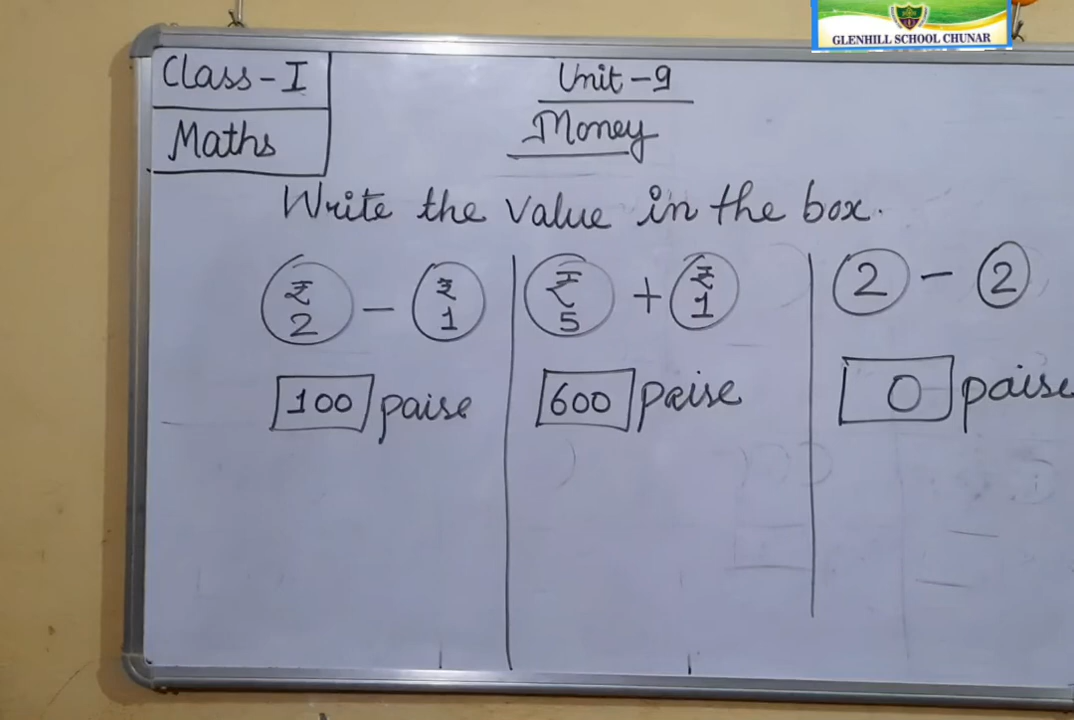 GLENHILL SCHOOL CHUNAR
Class-I
Unit-9
Maths
Money
Write the value in the box.
₹ 2 - ₹ 1
₹ 5 + ₹ 1
2 - 2
100 paise
600 paise
0 paise